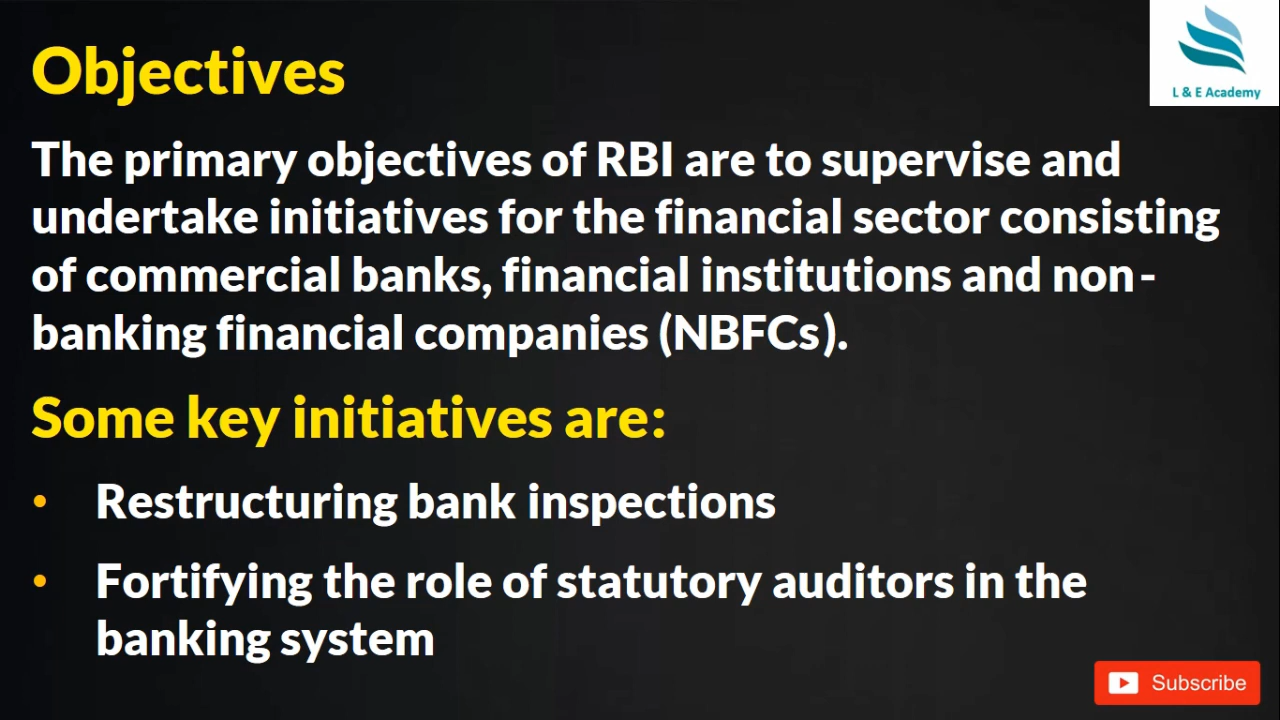 Objectives
L & E Academy
The primary objectives of RBI are to supervise and
undertake initiatives for the financial sector consisting
of commercial banks, financial institutions and non-
banking financial companies (NBFCs).
Some key initiatives are:
• Restructuring bank inspections
• Fortifying the role of statutory auditors in the
banking system
Subscribe